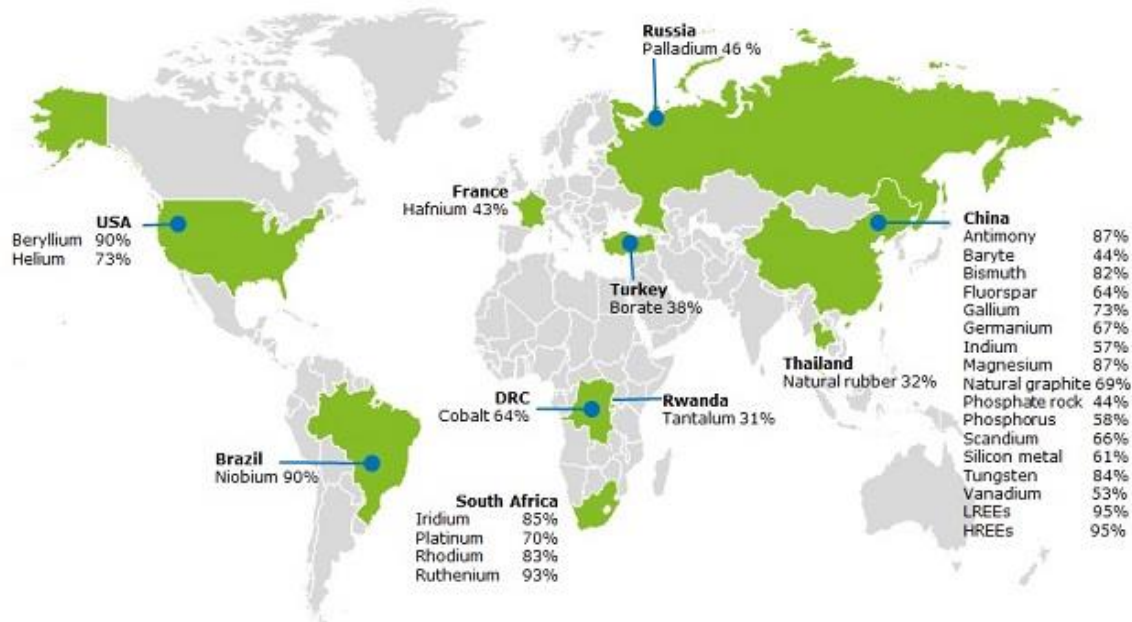 Russia
Palladium 46 %
France
Hafnium 43%
USA
Beryllium 90%
Helium 73%
China
Antimony 87%
Baryte 44%
Bismuth 82%
Fluorspar 64%
Gallium 73%
Germanium 67%
Indium 57%
Magnesium 87%
Natural graphite 69%
Phosphate rock 44%
Phosphorus 58%
Scandium 66%
Silicon metal 61%
Tungsten 84%
Vanadium 53%
LREEs 95%
HREEs 95%
Turkey
Borate 38%
Thailand
Natural rubber 32%
DRC
Cobalt 64%
Rwanda
Tantalum 31%
Brazil
Niobium 90%
South Africa
Iridium 85%
Platinum 70%
Rhodium 83%
Ruthenium 93%